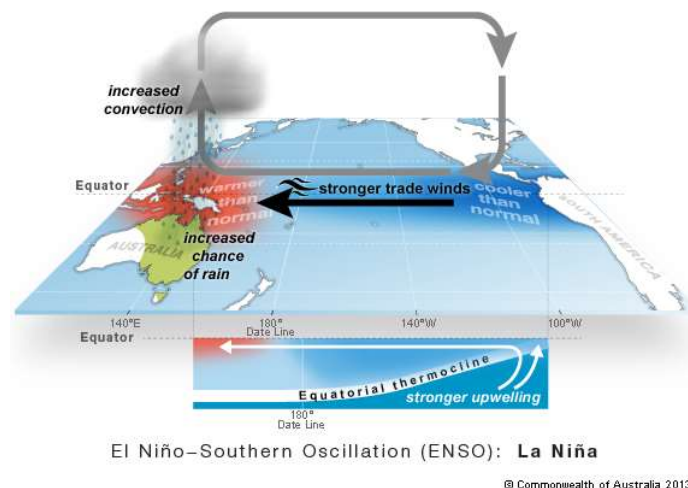 increased
convection
Equator
warmer
than
normal
stronger trade winds
cooler
than
normal
AUSTRALIA
increased
chance
of rain
SOUTH AMERICA
140°E
180°
Date Line
140°W
100°W
Equator
Equatorial thermocline
stronger upwelling
180°
Date Line
El Niño–Southern Oscillation (ENSO): La Niña
© Commonwealth of Australia 2013